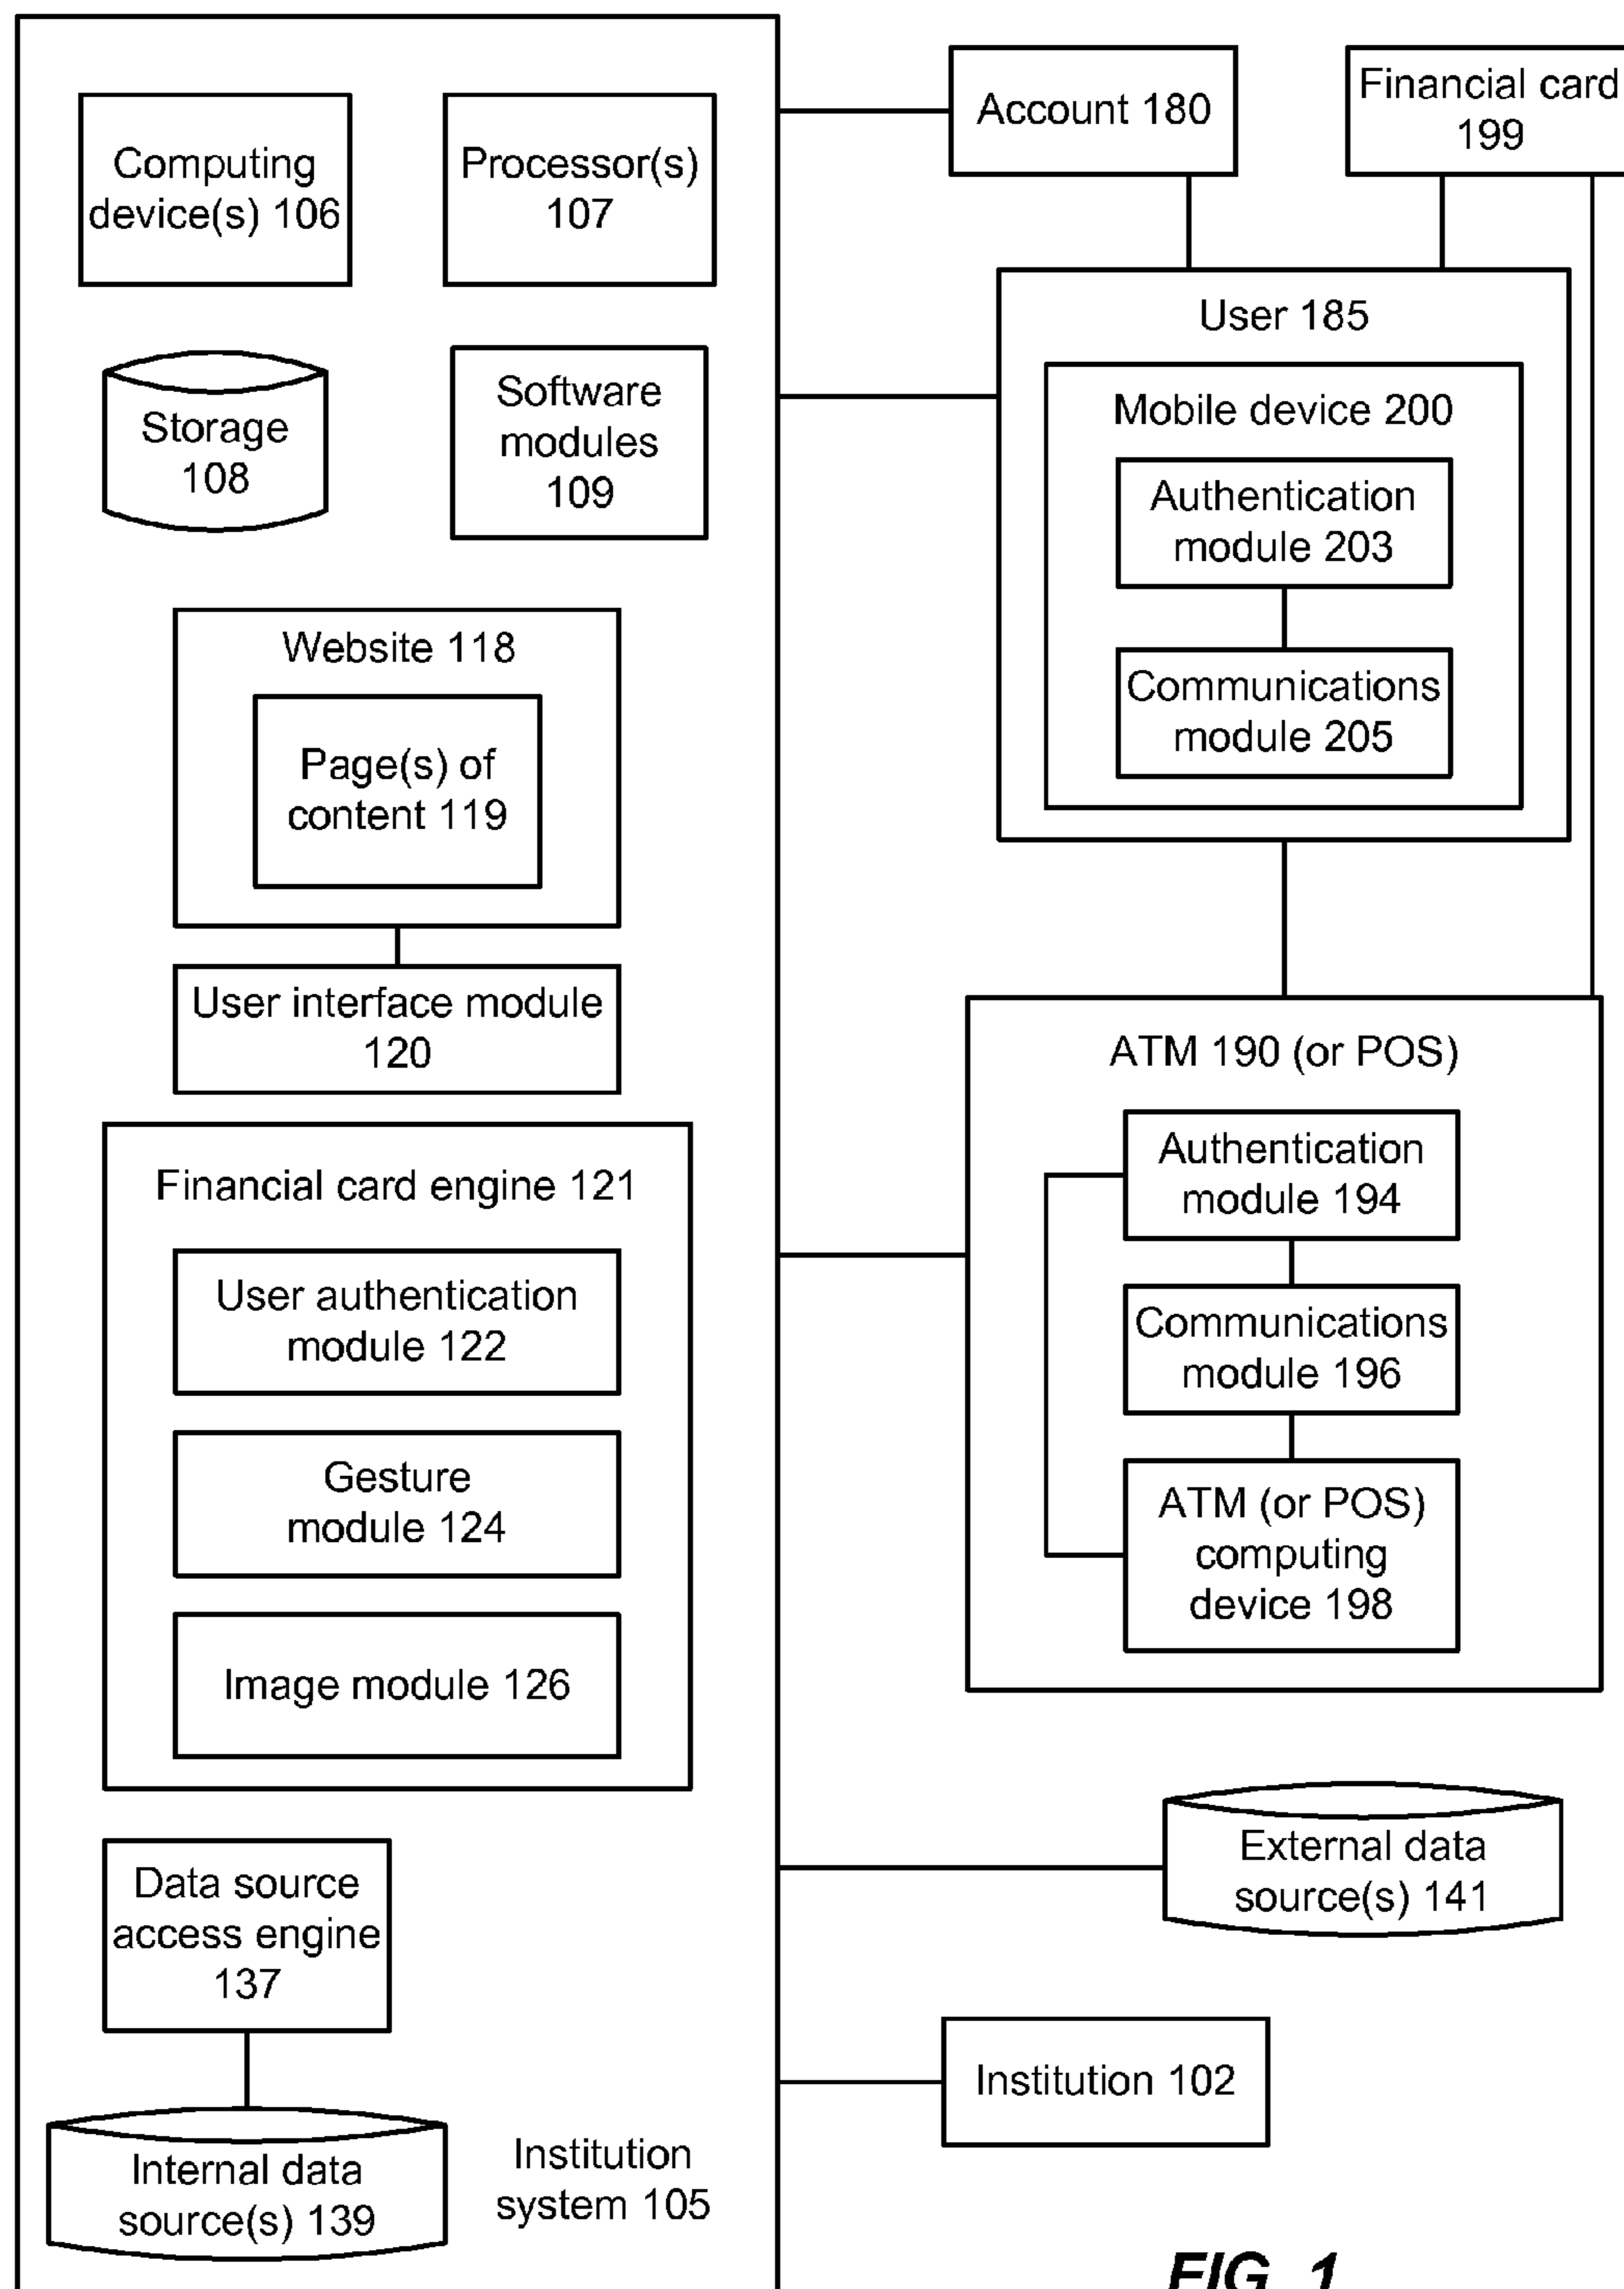 Computing
device(s) 106
Processor(s)
107
Storage
108
Software
modules
109
Website 118
Page(s) of
content 119
User interface module
120
Financial card engine 121
User authentication
module 122
Gesture
module 124
Image module 126
Data source
access engine
137
Internal data
source(s) 139
Institution
system 105
Account 180
Financial card
199
User 185
Mobile device 200
Authentication
module 203
Communications
module 205
ATM 190 (or POS)
Authentication
module 194
Communications
module 196
ATM (or POS)
computing
device 198
External data
source(s) 141
Institution 102
FIG. 1